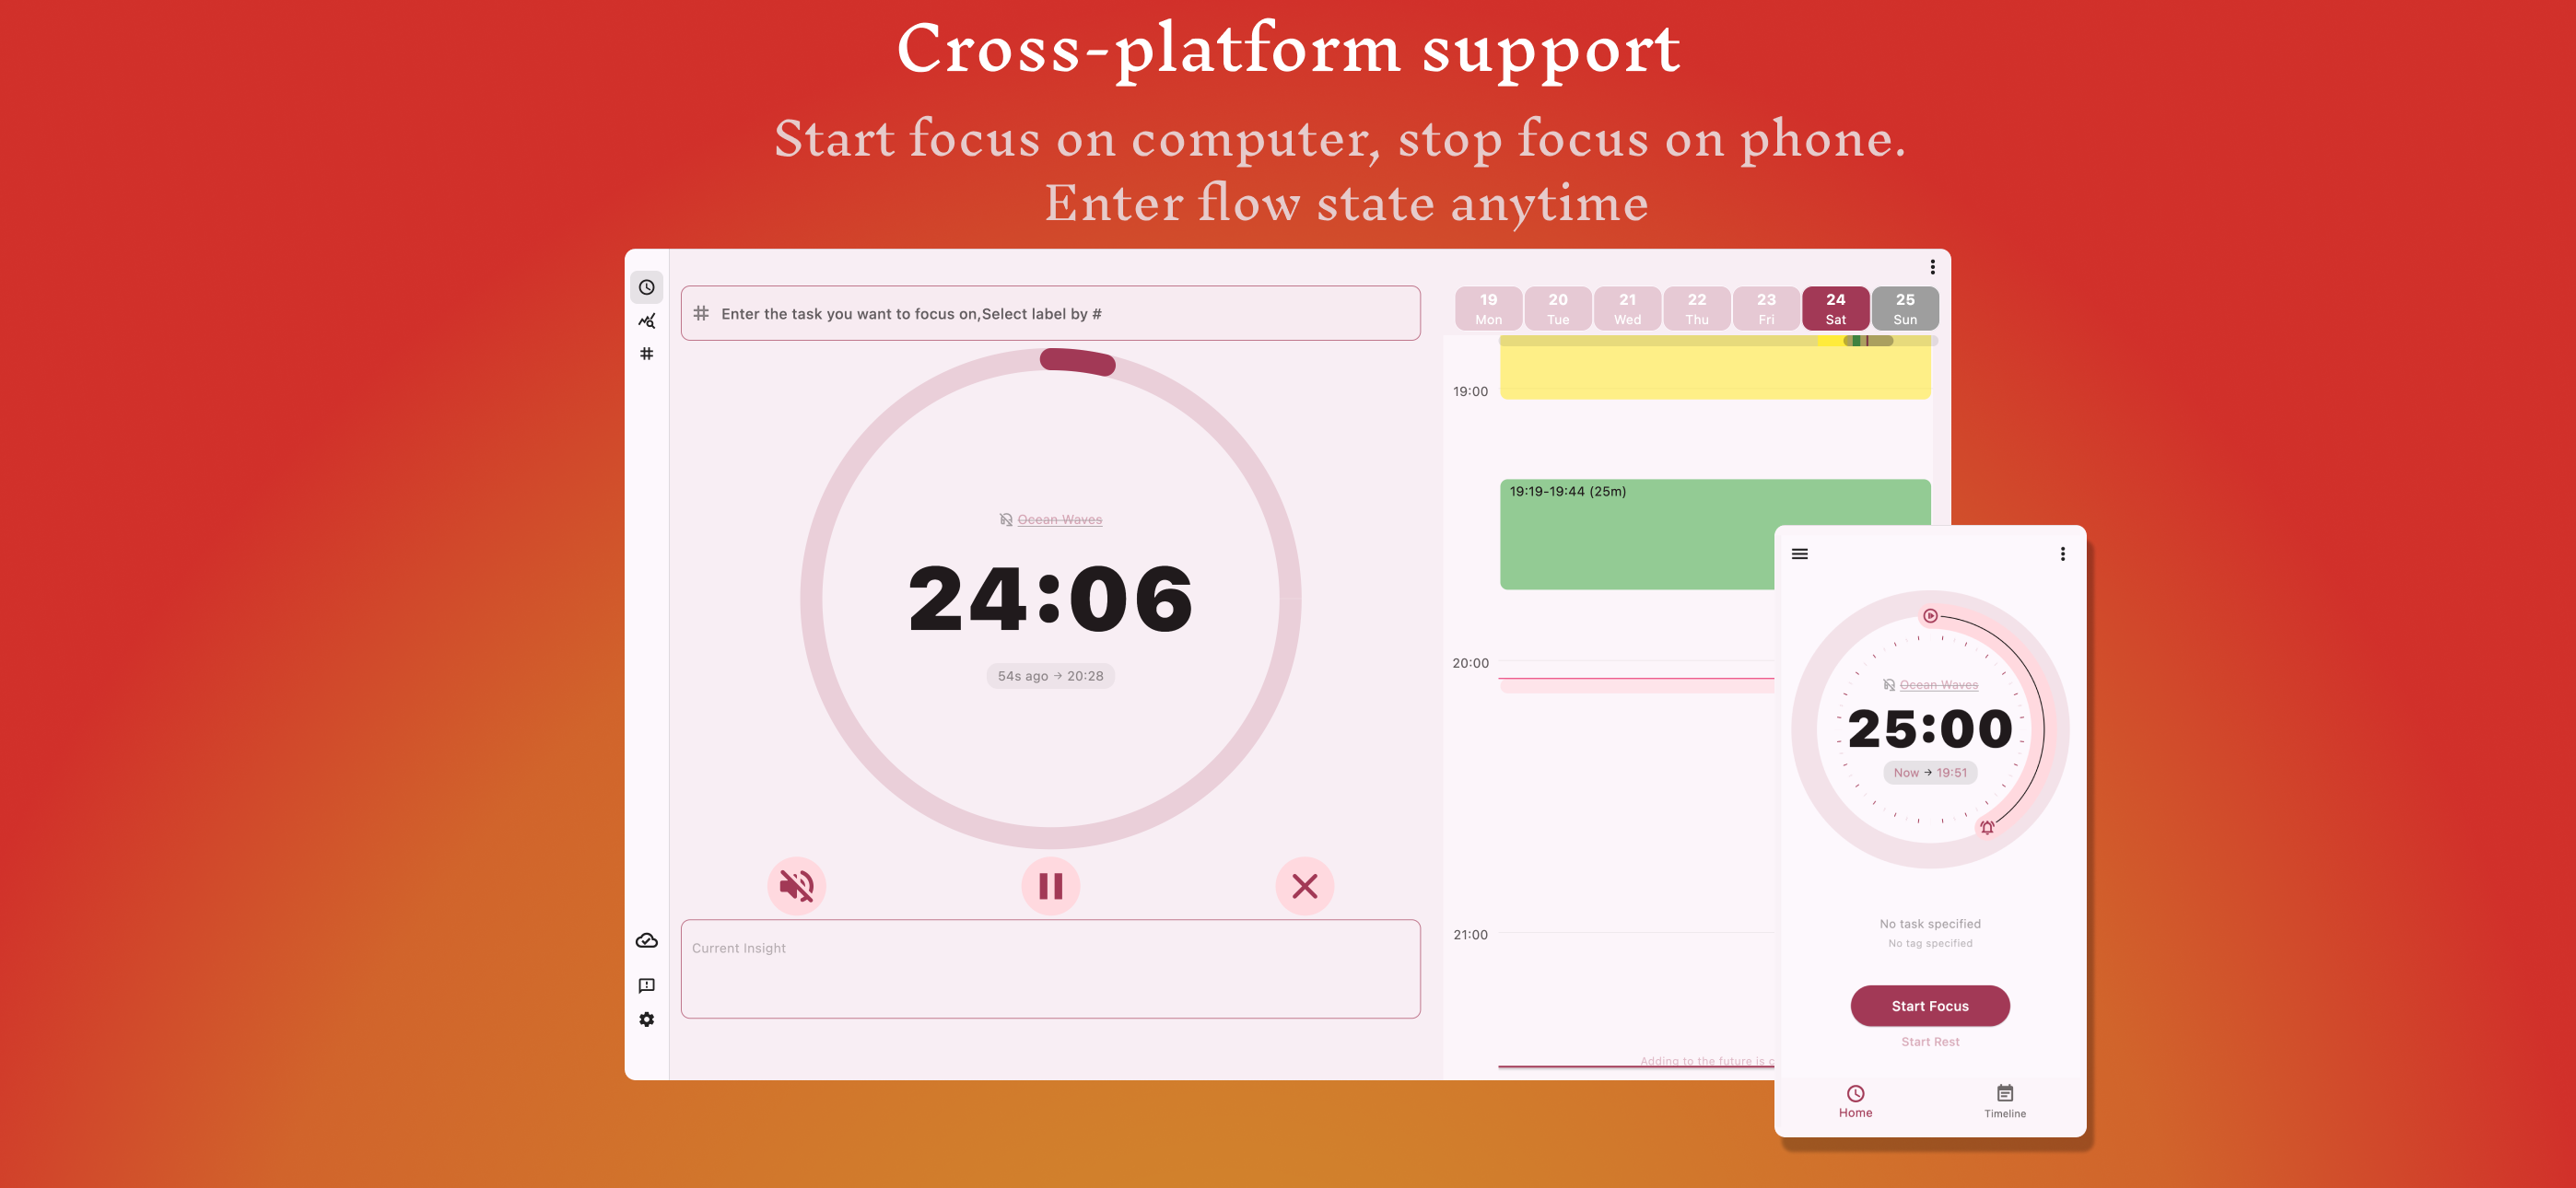 Cross-platform support
Start focus on computer, stop focus on phone.
Enter flow state anytime
# Enter the task you want to focus on,Select label by #
Ocean Waves
24:06
54s ago → 20:28
Current Insight
19 20 21 22 23 24 25
Mon Tue Wed Thu Fri Sat Sun
19:00
19:19-19:44 (25m)
20:00
21:00
Adding to the future is
Ocean Waves
25:00
Now → 19:51
No task specified
No tag specified
Start Focus
Start Rest
Home
Timeline